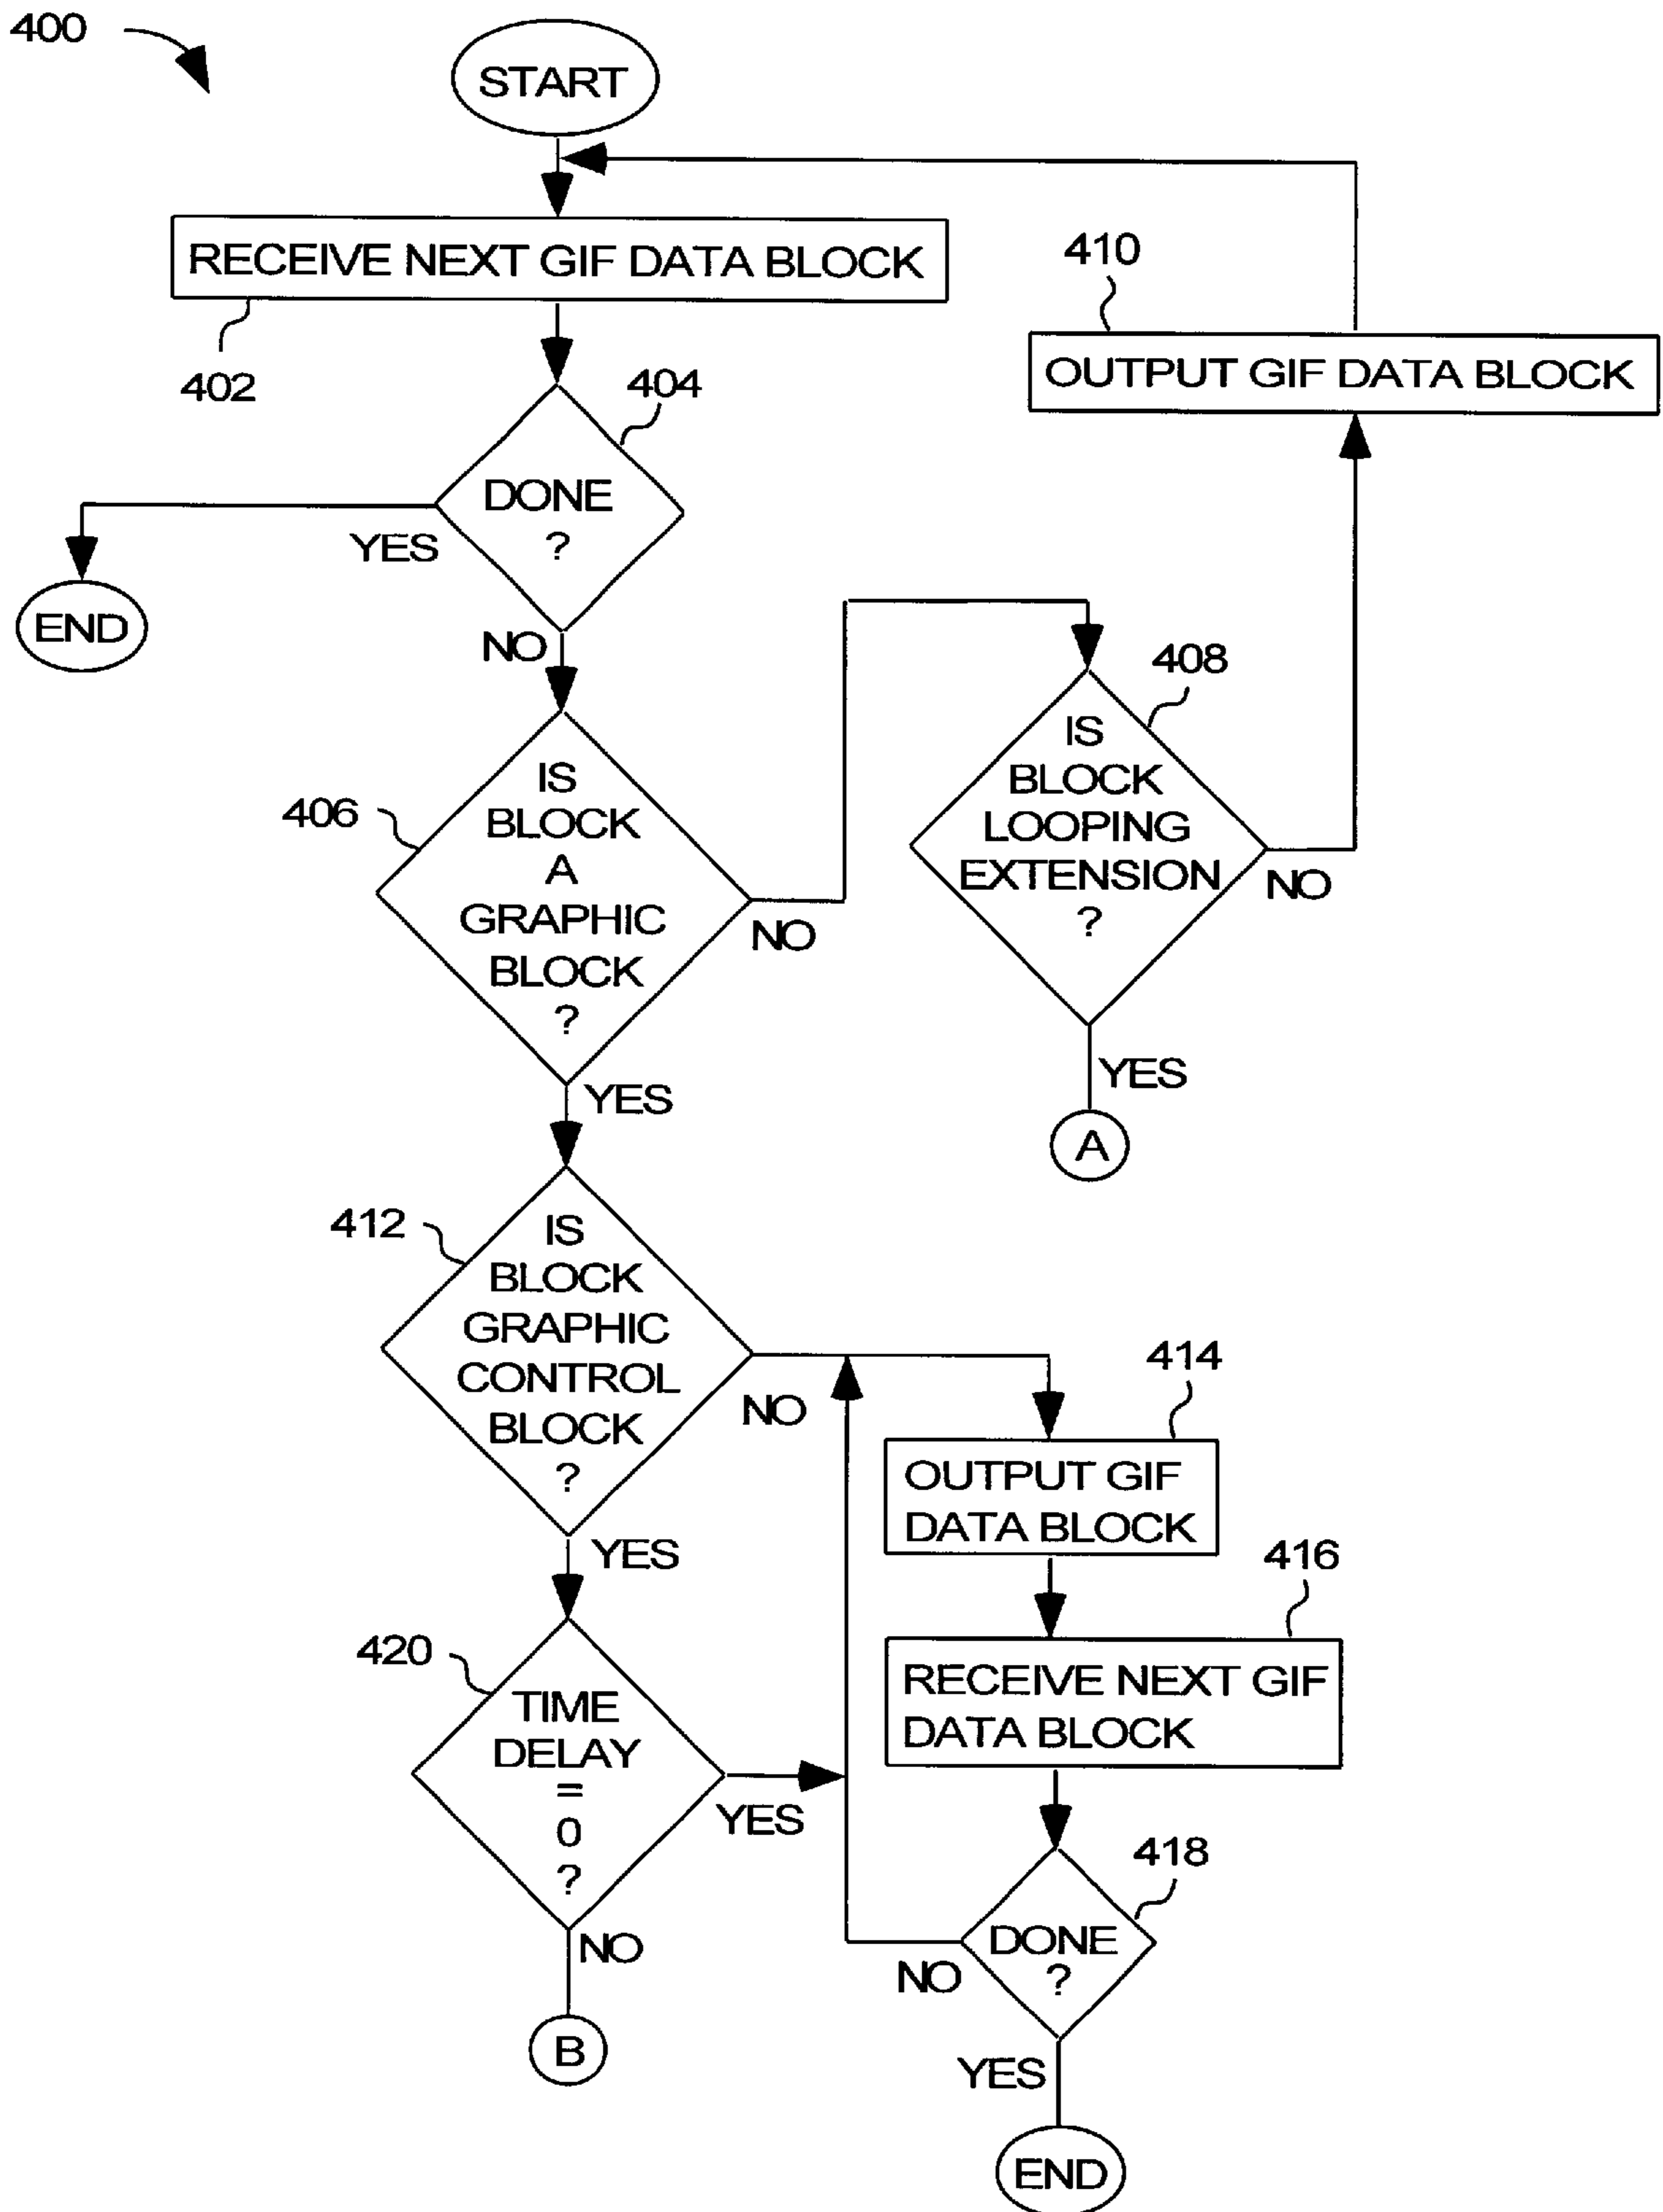 400
START
RECEIVE NEXT GIF DATA BLOCK
402
410
OUTPUT GIF DATA BLOCK
404
DONE
?
YES
END
NO
406
IS
BLOCK
A
GRAPHIC
BLOCK
?
NO
408
IS
BLOCK
LOOPING
EXTENSION
?
NO
YES
A
YES
412
IS
BLOCK
GRAPHIC
CONTROL
BLOCK
?
NO
414
OUTPUT GIF
DATA BLOCK
YES
416
RECEIVE NEXT GIF
DATA BLOCK
420
TIME
DELAY
=
0
?
YES
418
DONE
?
NO
NO
B
YES
END